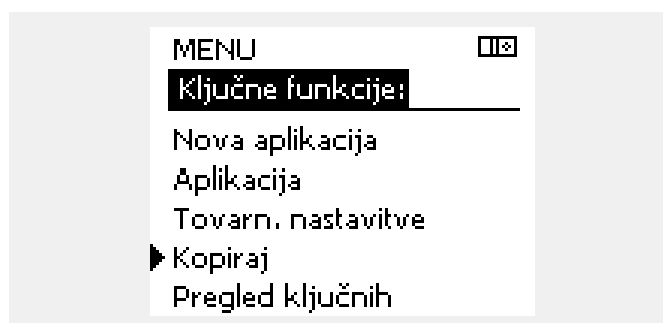 MENU
Ključne funkcije:
Nova aplikacija
Aplikacija
Tovarn. nastavitve
Kopiraj
Pregled ključnih